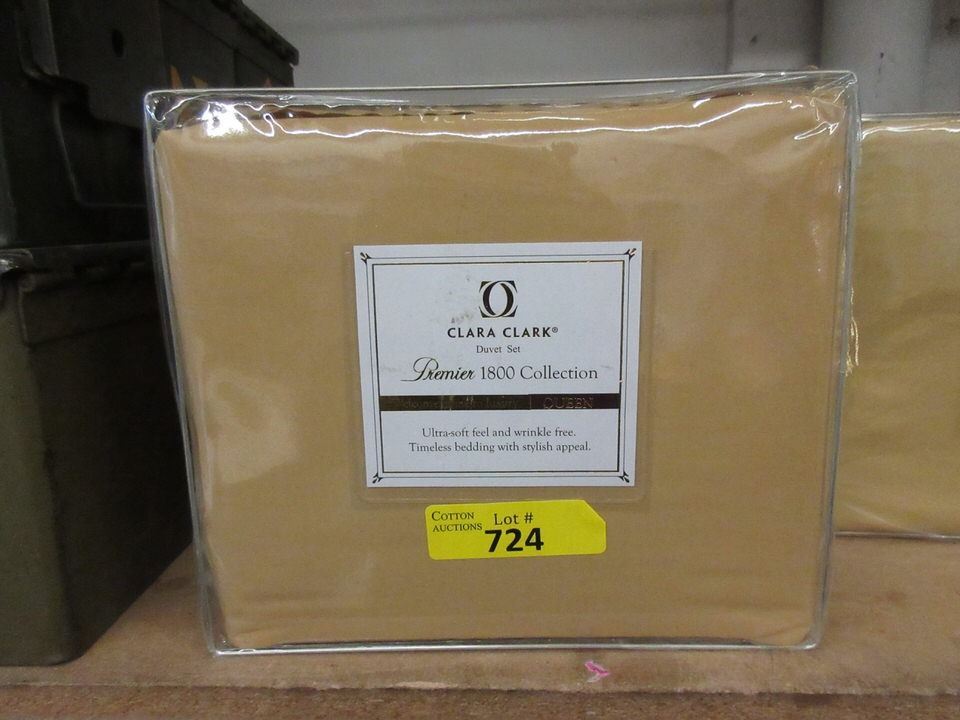 CLARA CLARK®
Duvet Set
Premier 1800 Collection
QUEEN
Ultra-soft feel and wrinkle free.
Timeless bedding with stylish appeal.
COTTON AUCTIONS Lot #
724